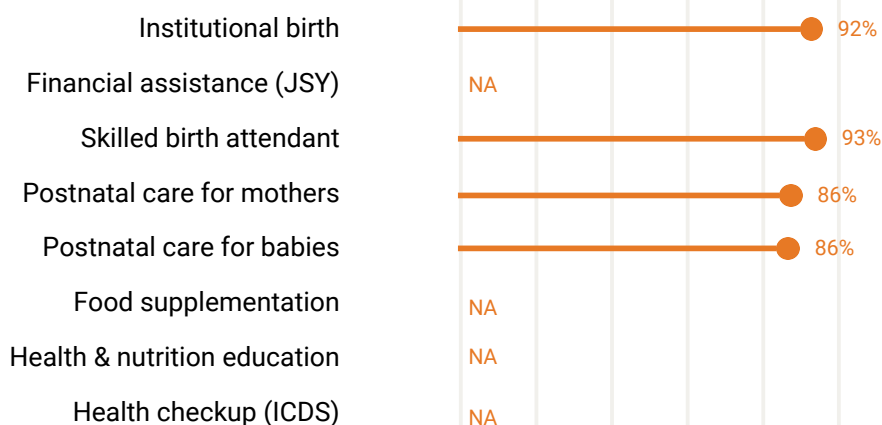 Institutional birth 92%
Financial assistance (JSY) NA
Skilled birth attendant 93%
Postnatal care for mothers 86%
Postnatal care for babies 86%
Food supplementation NA
Health & nutrition education NA
Health checkup (ICDS) NA